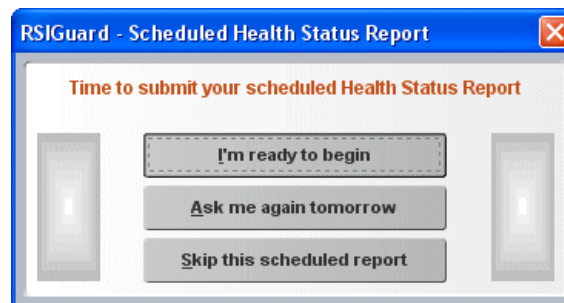 RSIGuard - Scheduled Health Status Report
Time to submit your scheduled Health Status Report
I'm ready to begin
Ask me again tomorrow
Skip this scheduled report